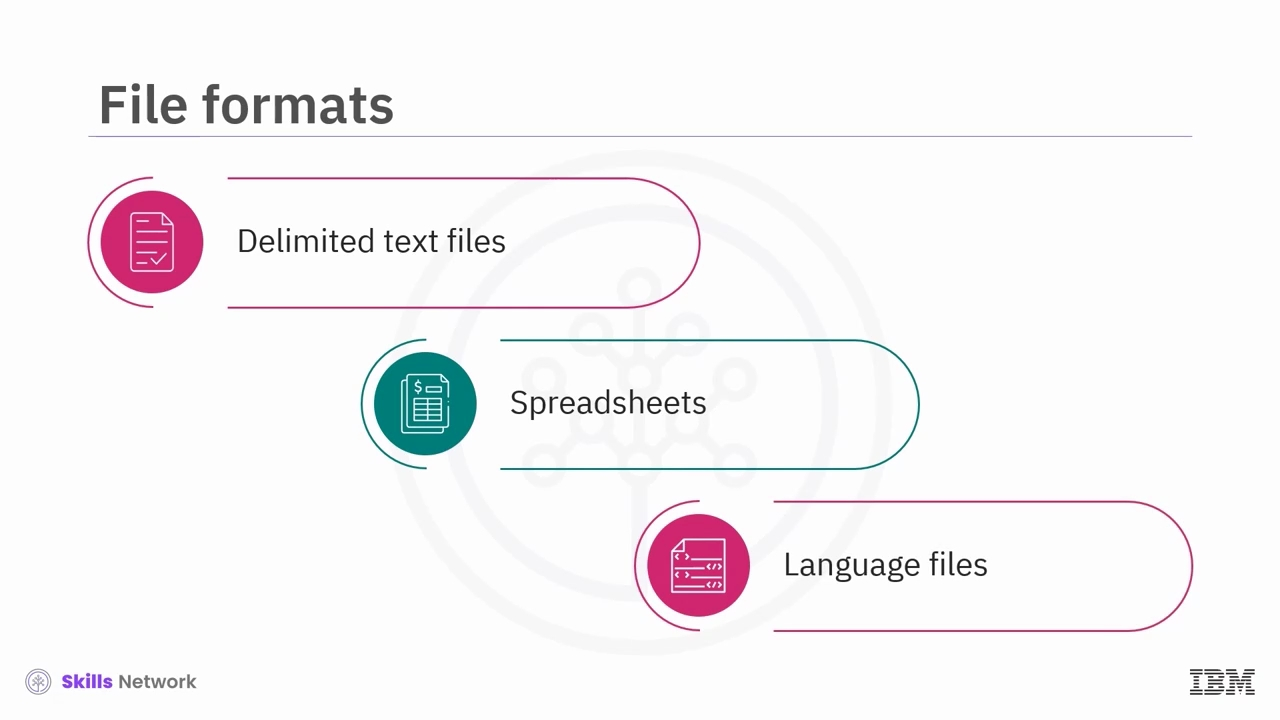 File formats
Delimited text files
Spreadsheets
Language files
Skills Network
IBM